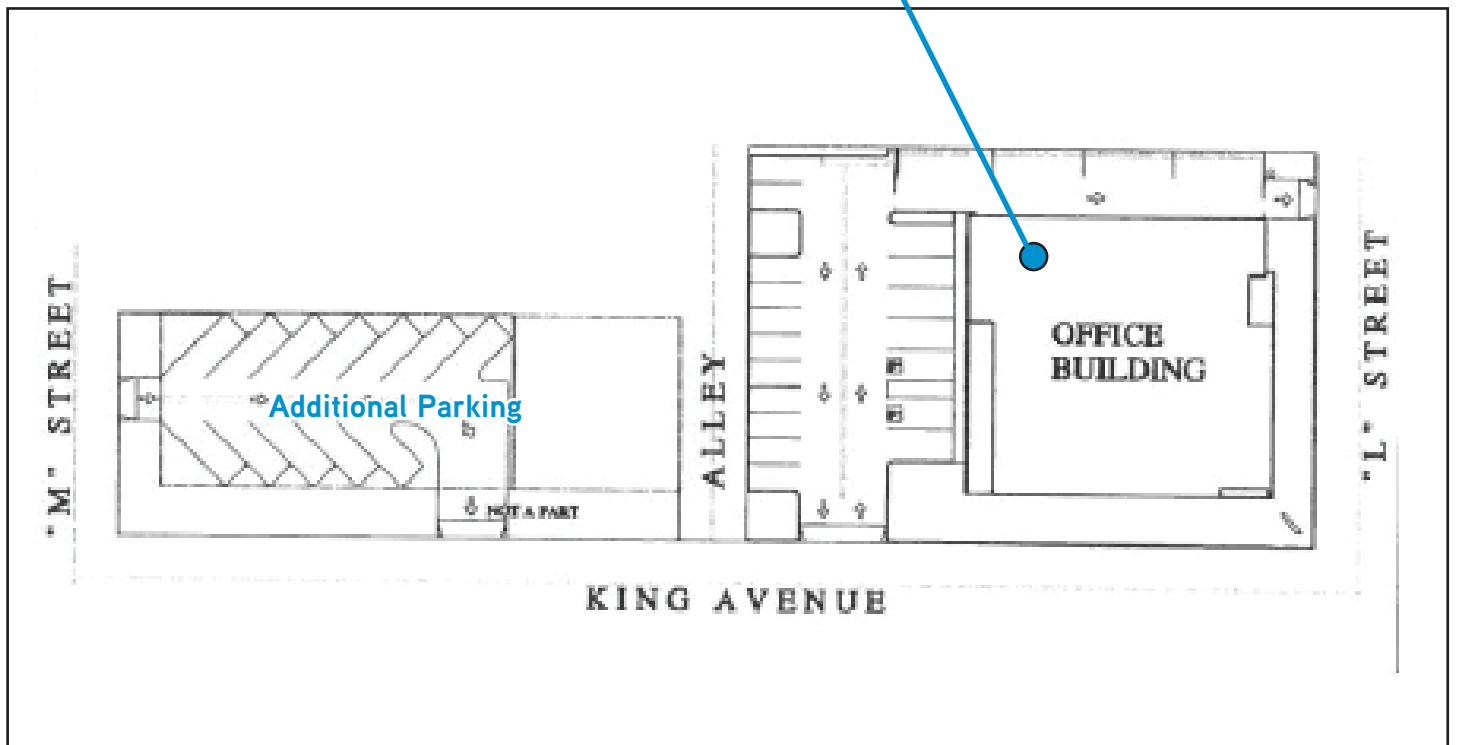 "M" STREET
Additional Parking
NOT A PART
ALLEY
OFFICE
BUILDING
"L" STREET
KING AVENUE